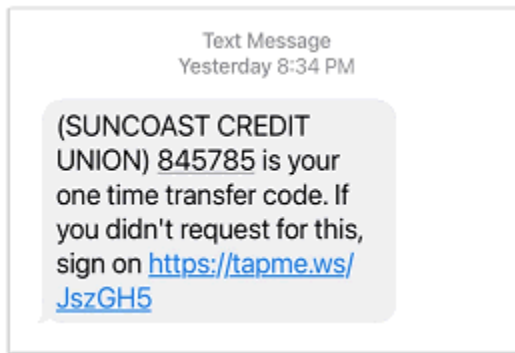 Text Message
Yesterday 8:34 PM
(SUNCOAST CREDIT
UNION) 845785 is your
one time transfer code. If
you didn't request for this,
sign on https://tapme.ws/
JszGH5